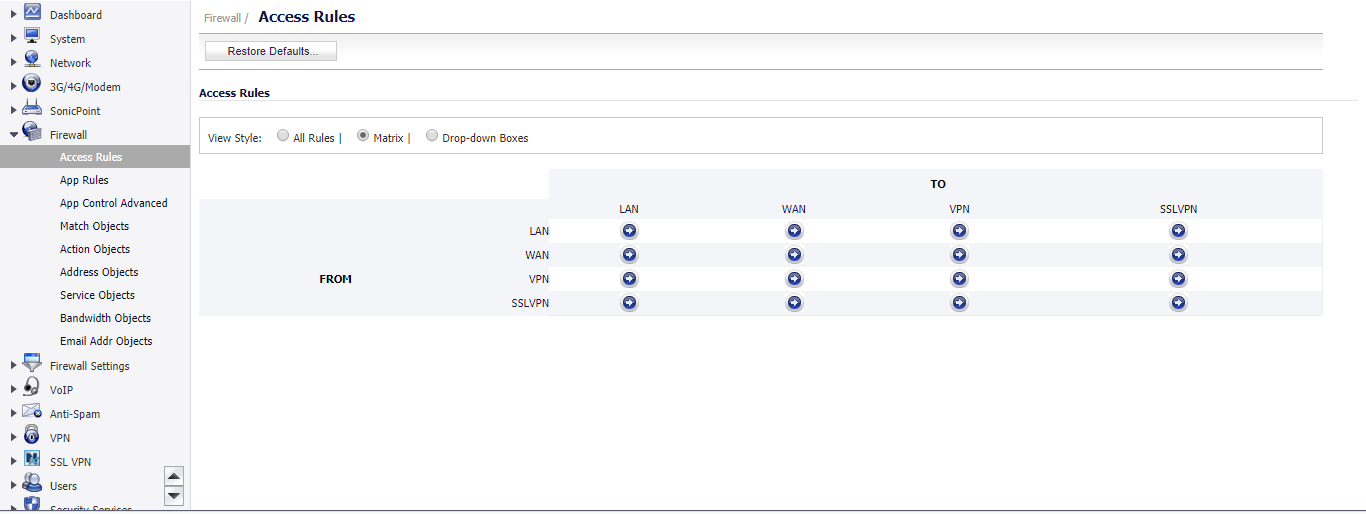 Dashboard
System
Network
3G/4G/Modem
SonicPoint
Firewall
Access Rules
App Rules
App Control Advanced
Match Objects
Action Objects
Address Objects
Service Objects
Bandwidth Objects
Email Addr Objects
Firewall Settings
VoIP
Anti-Spam
VPN
SSL VPN
Users
Security Services
Firewall / Access Rules
Restore Defaults...
Access Rules
View Style: All Rules | Matrix | Drop-down Boxes
TO
LAN WAN VPN SSLVPN
LAN
WAN
FROM VPN
SSLVPN